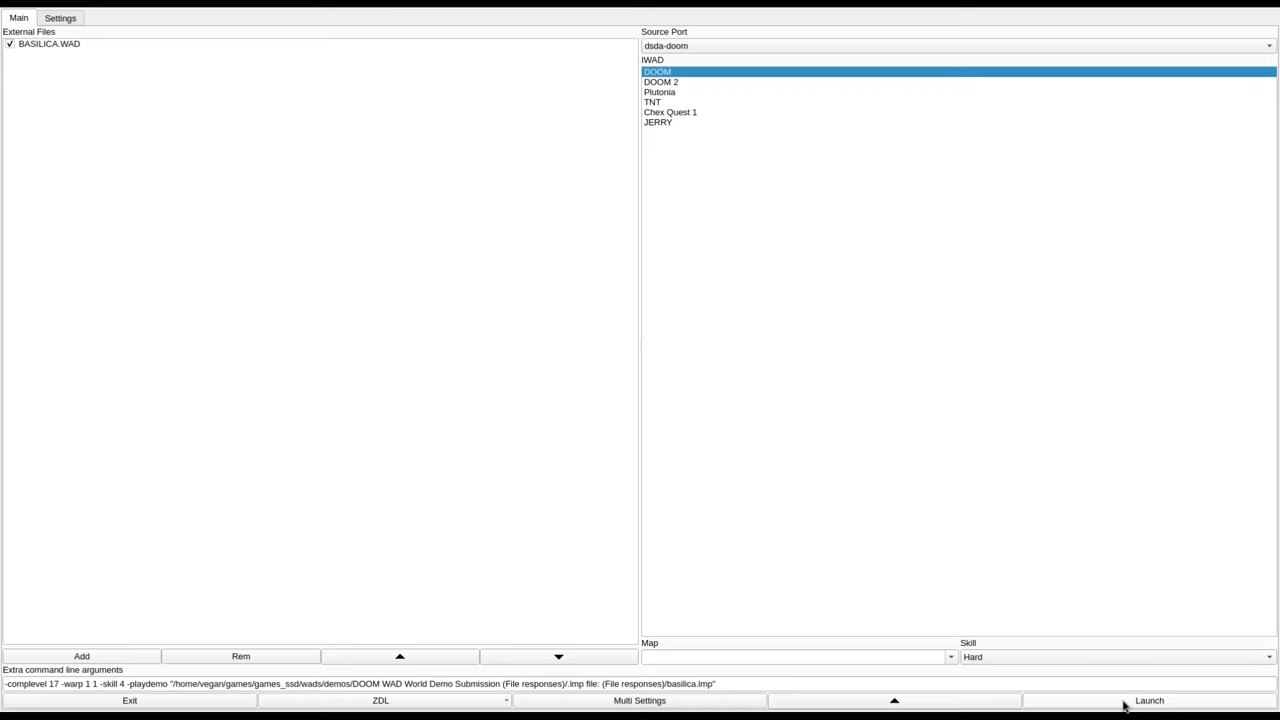 Main Settings
External Files
BASILICA.WAD
Source Port
dsda-doom
IWAD
DOOM
DOOM 2
Plutonia
TNT
Chex Quest 1
JERRY
Map
Skill
Hard
Add Rem
Extra command line arguments
-complevel 17 -warp 1 1 -skill 4 -playdemo "/home/vegan/games/games_ssd/wads/demos/DOOM WAD World Demo Submission (File responses)/.lmp file: (File responses)/basilica.lmp"
Exit ZDL Multi Settings Launch